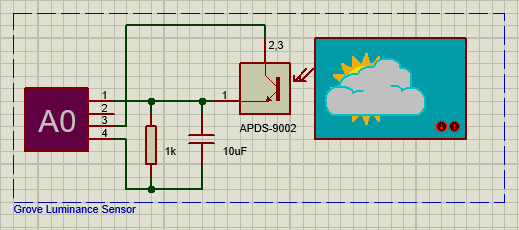 2,3
1
1
2
3
4
A0
APDS-9002
1k
10uF
Grove Luminance Sensor